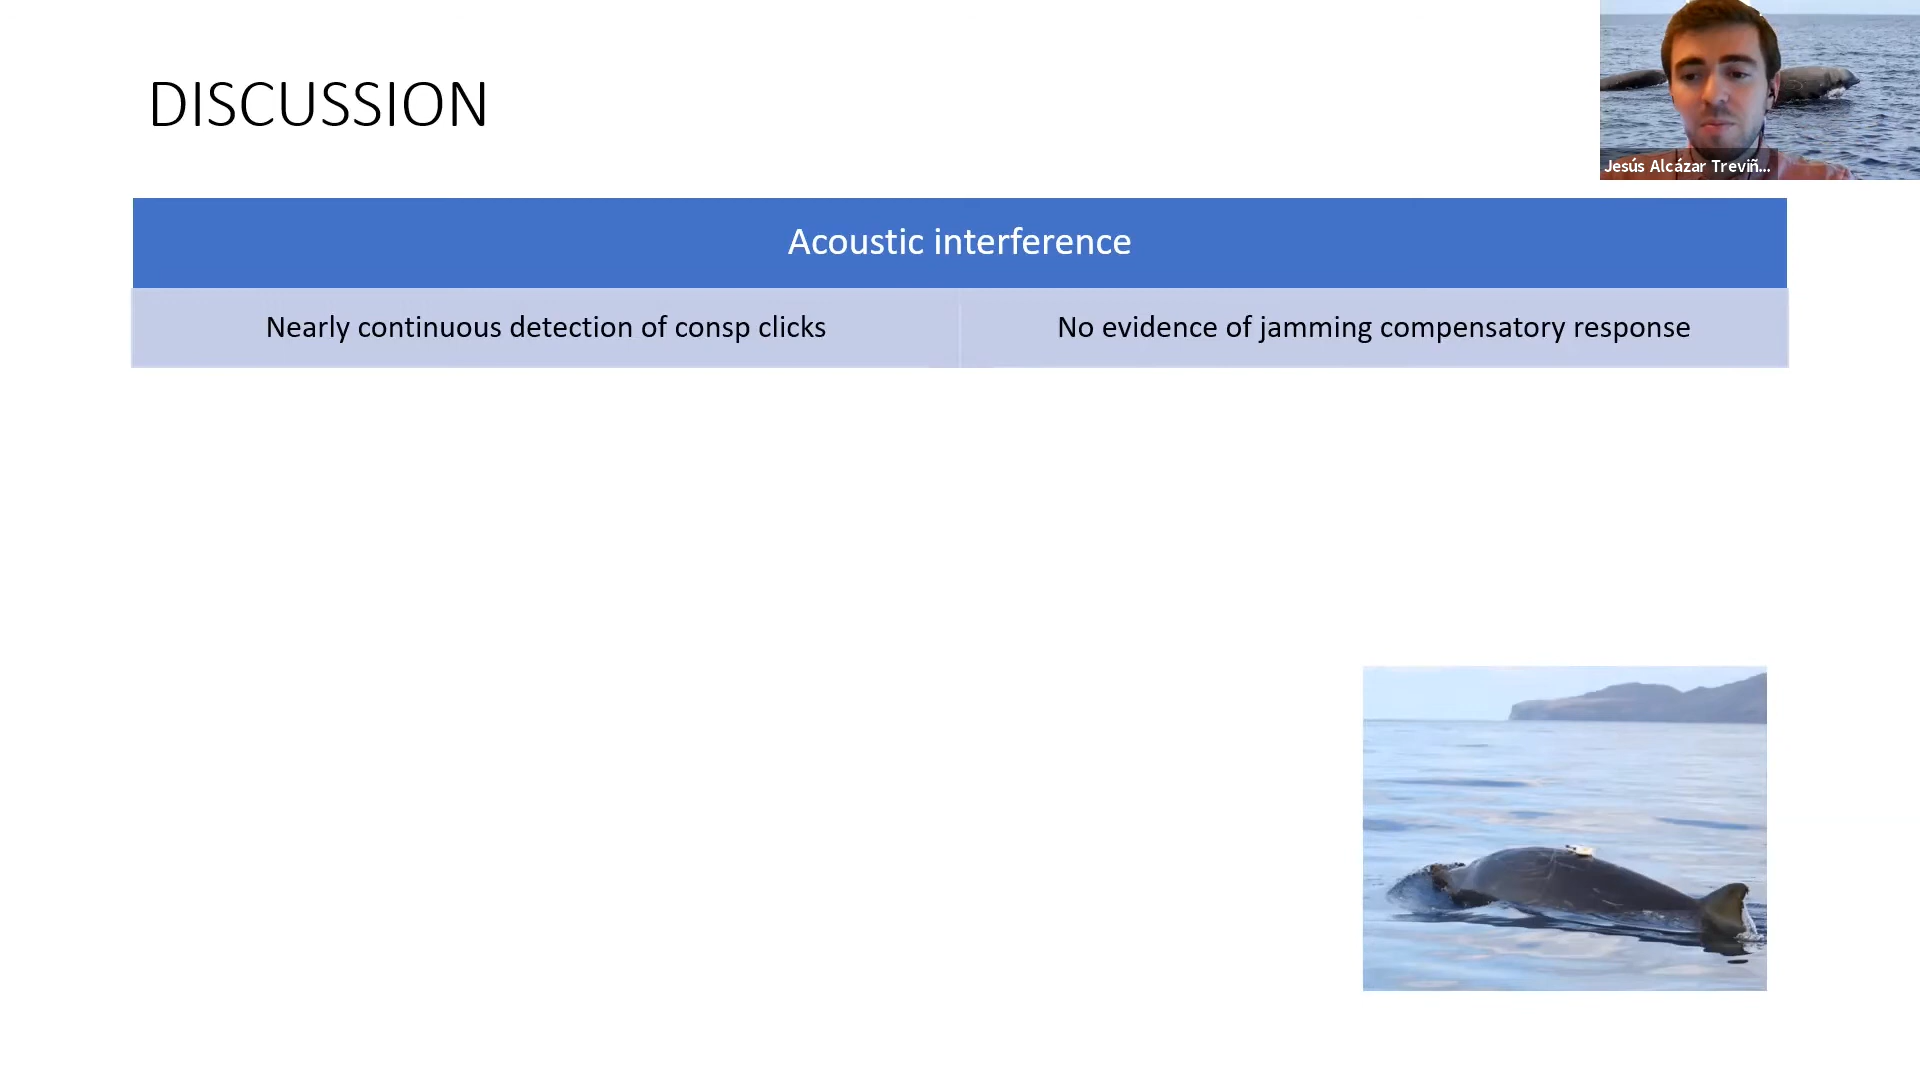 DISCUSSION
Jesús Alcázar Treviñ...
Acoustic interference
Nearly continuous detection of consp clicks
No evidence of jamming compensatory response